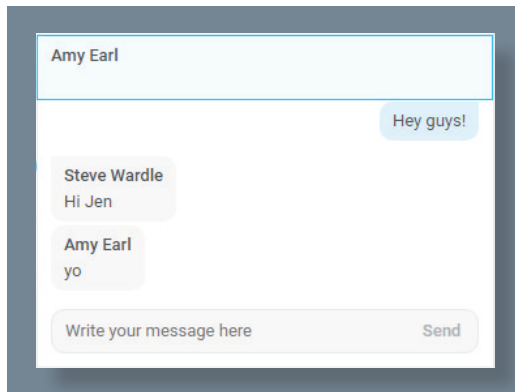 Amy Earl
Hey guys!
Steve Wardle
Hi Jen
Amy Earl
yo
Write your message here Send